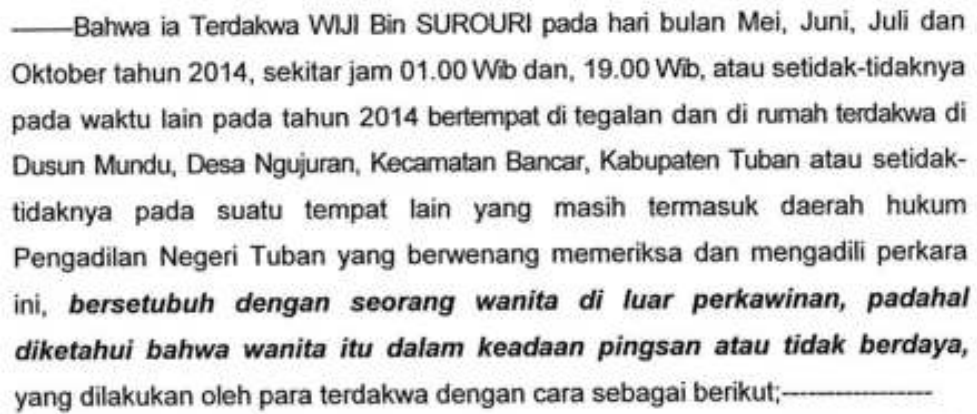 -------Bahwa ia Terdakwa WIJI Bin SUROURI pada hari bulan Mei, Juni, Juli dan
Oktober tahun 2014, sekitar jam 01.00 Wib dan, 19.00 Wib, atau setidak-tidaknya
pada waktu lain pada tahun 2014 bertempat di tegalan dan di rumah terdakwa di
Dusun Mundu, Desa Ngujuran, Kecamatan Bancar, Kabupaten Tuban atau setidak-
tidaknya pada suatu tempat lain yang masih termasuk daerah hukum
Pengadilan Negeri Tuban yang berwenang memeriksa dan mengadili perkara
ini, bersetubuh dengan seorang wanita di luar perkawinan, padahal
diketahui bahwa wanita itu dalam keadaan pingsan atau tidak berdaya,
yang dilakukan oleh para terdakwa dengan cara sebagai berikut;-----------------